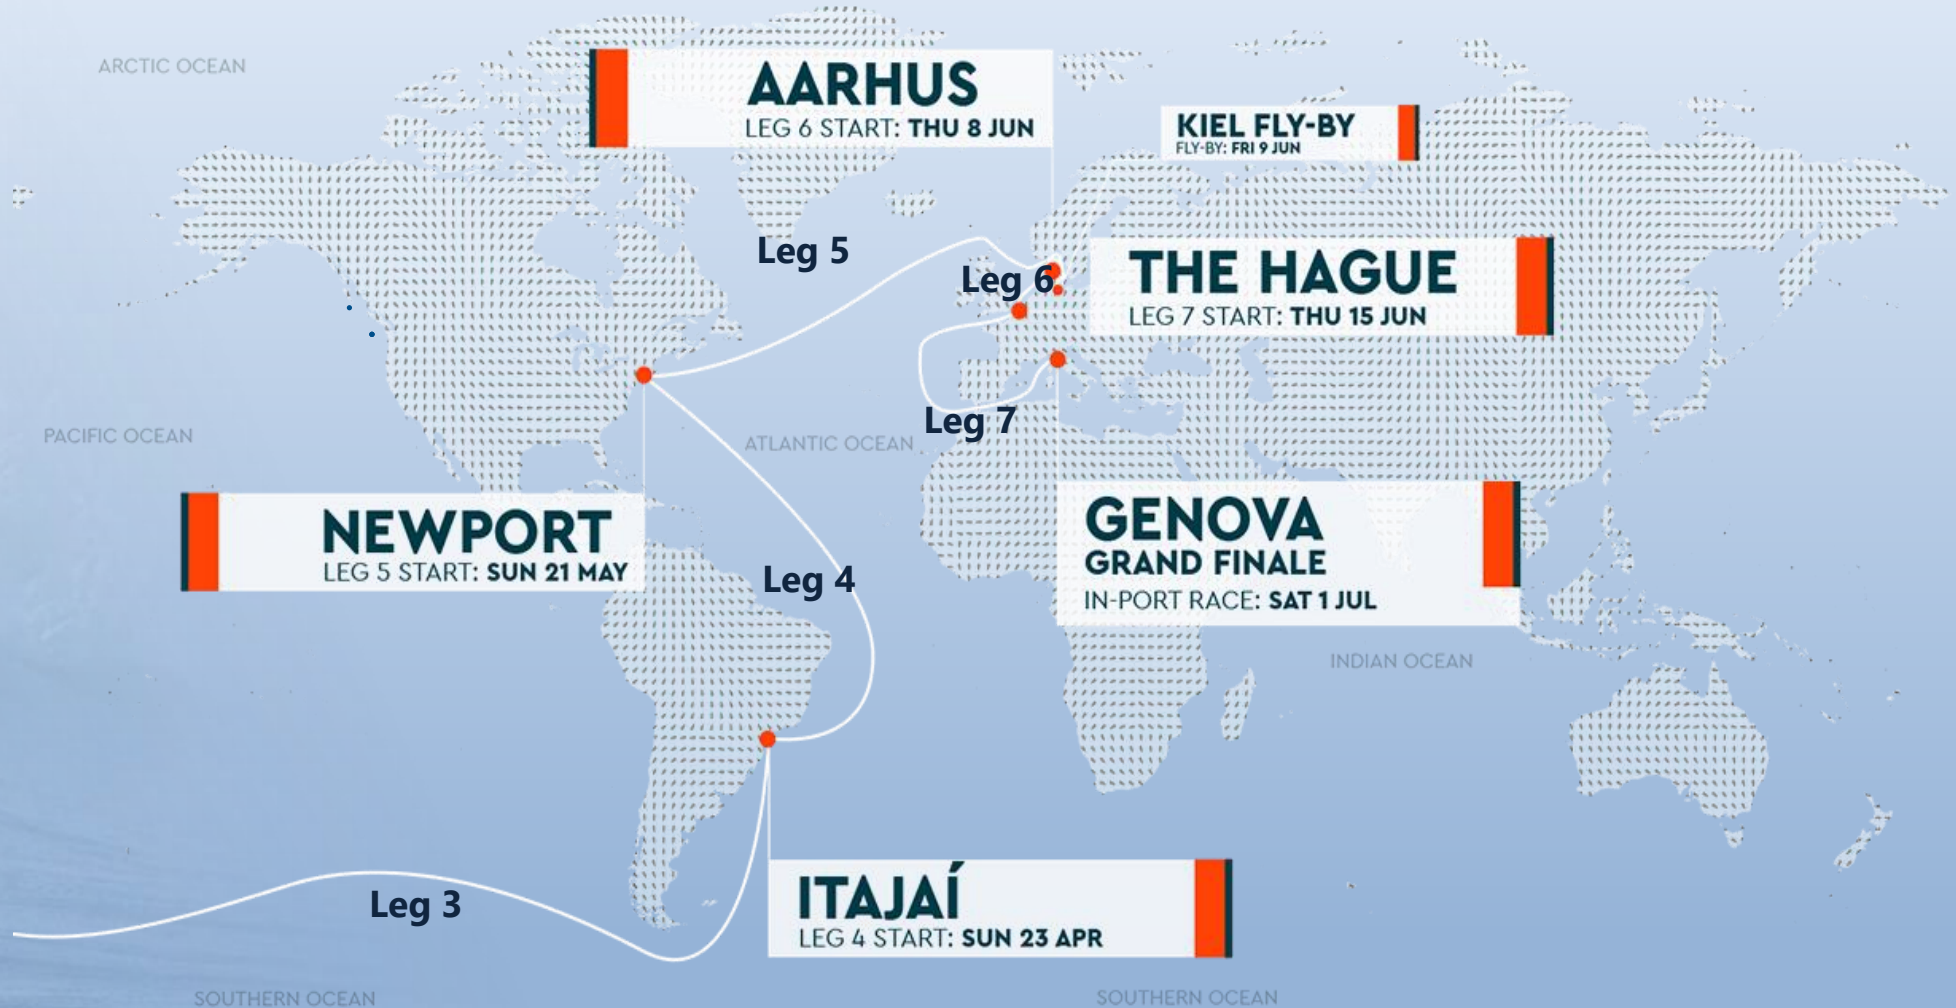 ARCTIC OCEAN
AARHUS
LEG 6 START: THU 8 JUN
KIEL FLY-BY
FLY-BY: FRI 9 JUN
Leg 5
Leg 6
THE HAGUE
LEG 7 START: THU 15 JUN
Leg 7
PACIFIC OCEAN
ATLANTIC OCEAN
NEWPORT
LEG 5 START: SUN 21 MAY
GENOVA
GRAND FINALE
IN-PORT RACE: SAT 1 JUL
Leg 4
INDIAN OCEAN
Leg 3
ITAJAÍ
LEG 4 START: SUN 23 APR
SOUTHERN OCEAN
SOUTHERN OCEAN